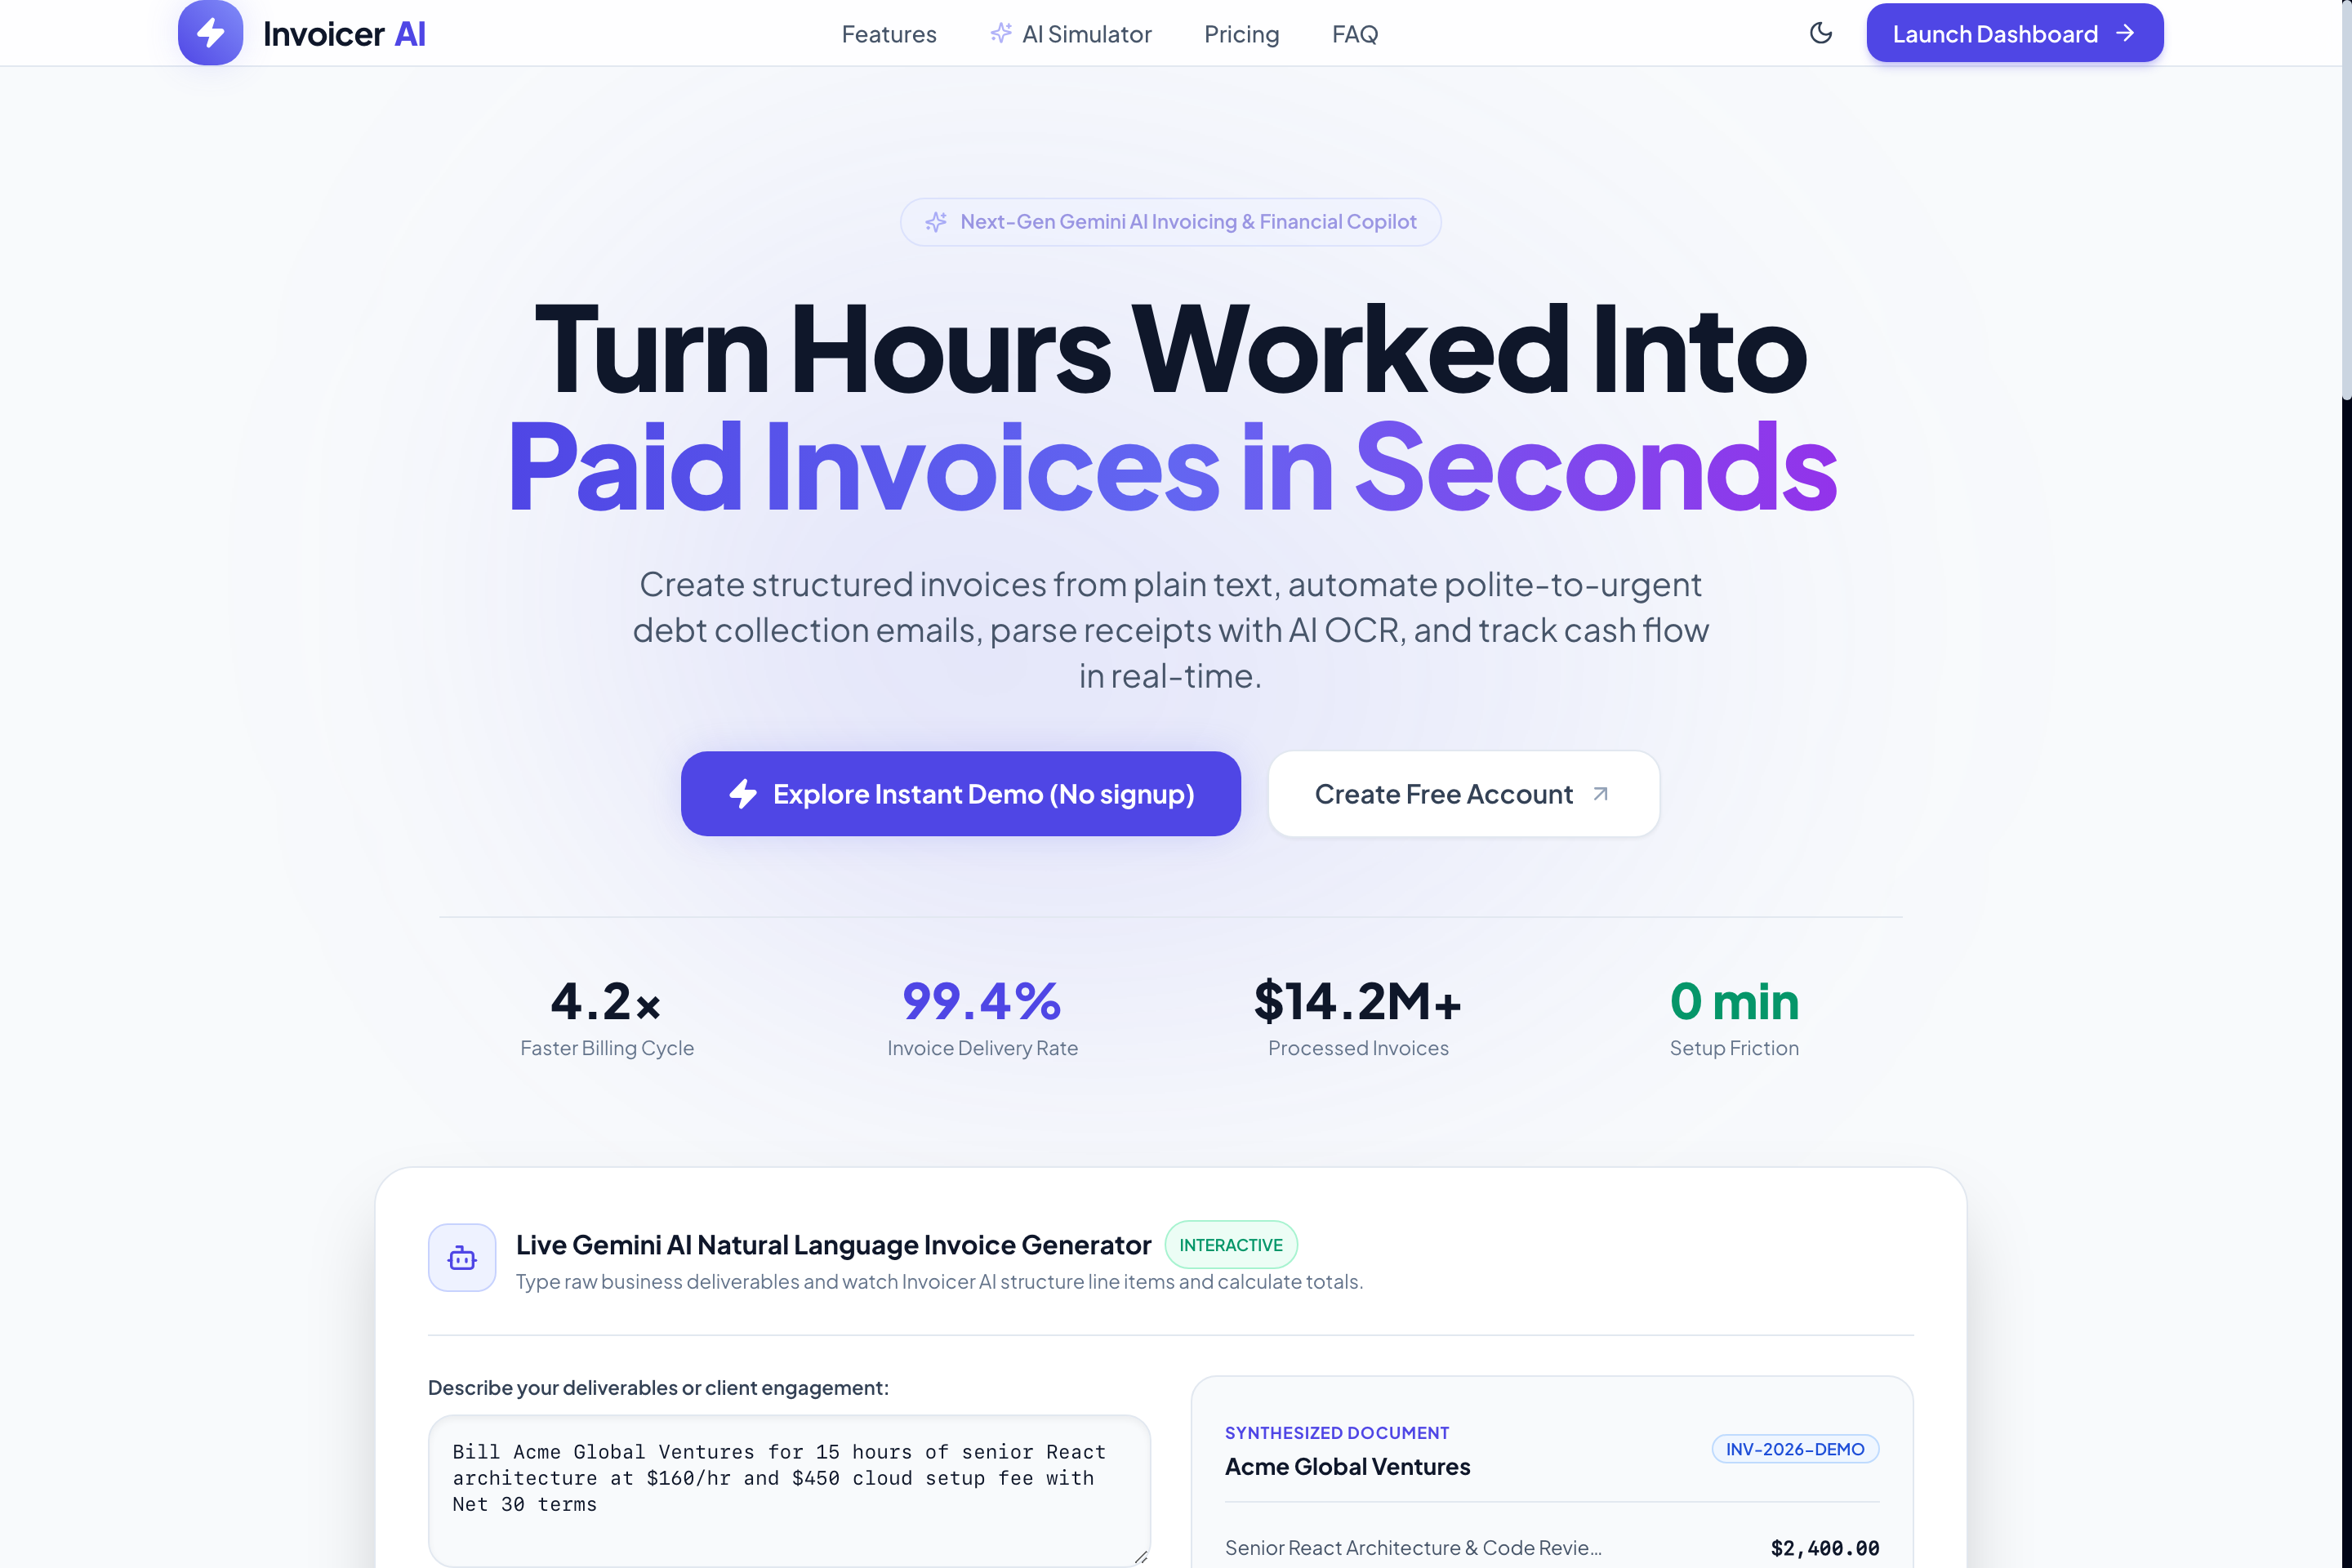 Invoicer AI
Features
AI Simulator
Pricing
FAQ
Launch Dashboard
Next-Gen Gemini AI Invoicing & Financial Copilot
Turn Hours Worked Into
Paid Invoices in Seconds
Create structured invoices from plain text, automate polite-to-urgent
debt collection emails, parse receipts with AI OCR, and track cash flow
in real-time.
Explore Instant Demo (No signup)
Create Free Account
4.2×
Faster Billing Cycle
99.4%
Invoice Delivery Rate
$14.2M+
Processed Invoices
0 min
Setup Friction
Live Gemini AI Natural Language Invoice Generator
INTERACTIVE
Type raw business deliverables and watch Invoicer AI structure line items and calculate totals.
Describe your deliverables or client engagement:
Bill Acme Global Ventures for 15 hours of senior React
architecture at $160/hr and $450 cloud setup fee with
Net 30 terms
SYNTHESIZED DOCUMENT
Acme Global Ventures
INV-2026-DEMO
Senior React Architecture & Code Revie...
$2,400.00